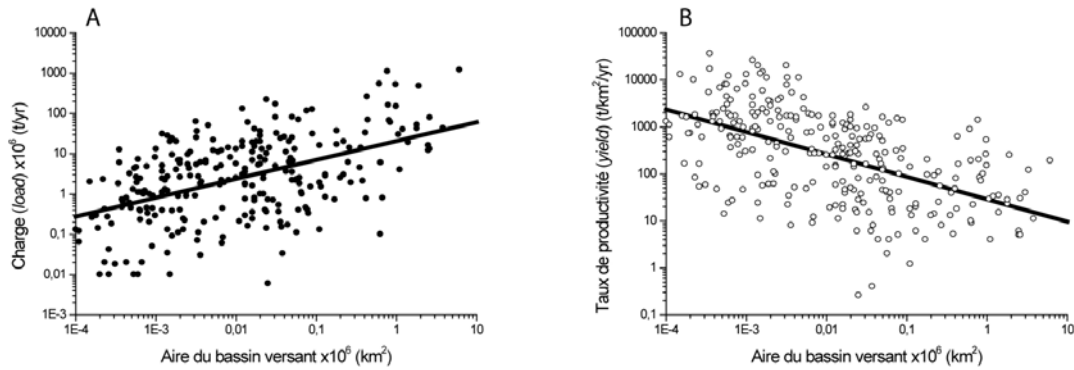 A
Charge (load) x10⁶ (t/yr)
1000
100
10
1
0,1
0,01
1E-3
1E-4 1E-3 0,01 0,1 1 10
Aire du bassin versant x10⁶ (km²)
B
Taux de productivité (yield) (t/km²/yr)
100000
10000
1000
100
10
1
0,1
1E-4 1E-3 0,01 0,1 1 10
Aire du bassin versant x10⁶ (km²)